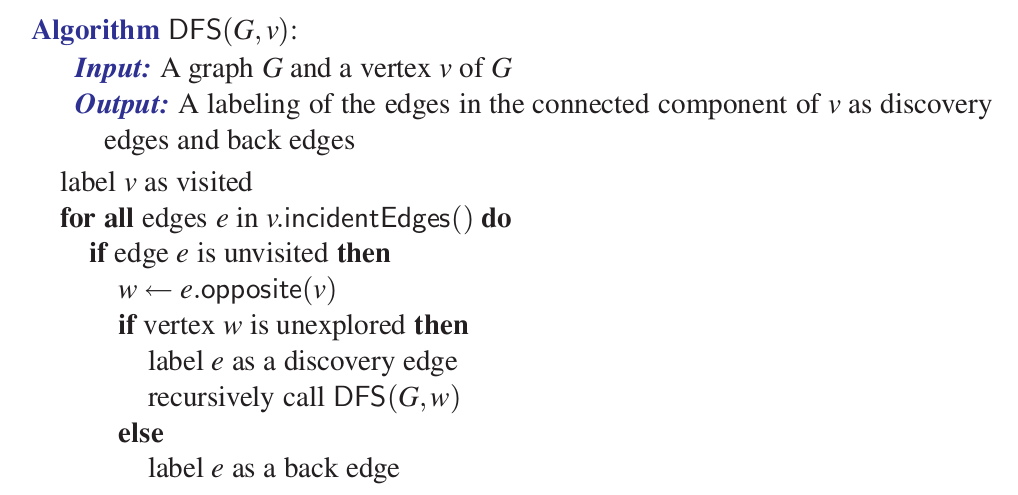 Algorithm DFS(G, v):
Input: A graph G and a vertex v of G
Output: A labeling of the edges in the connected component of v as discovery
edges and back edges
label v as visited
for all edges e in v.incidentEdges() do
if edge e is unvisited then
w ← e.opposite(v)
if vertex w is unexplored then
label e as a discovery edge
recursively call DFS(G, w)
else
label e as a back edge